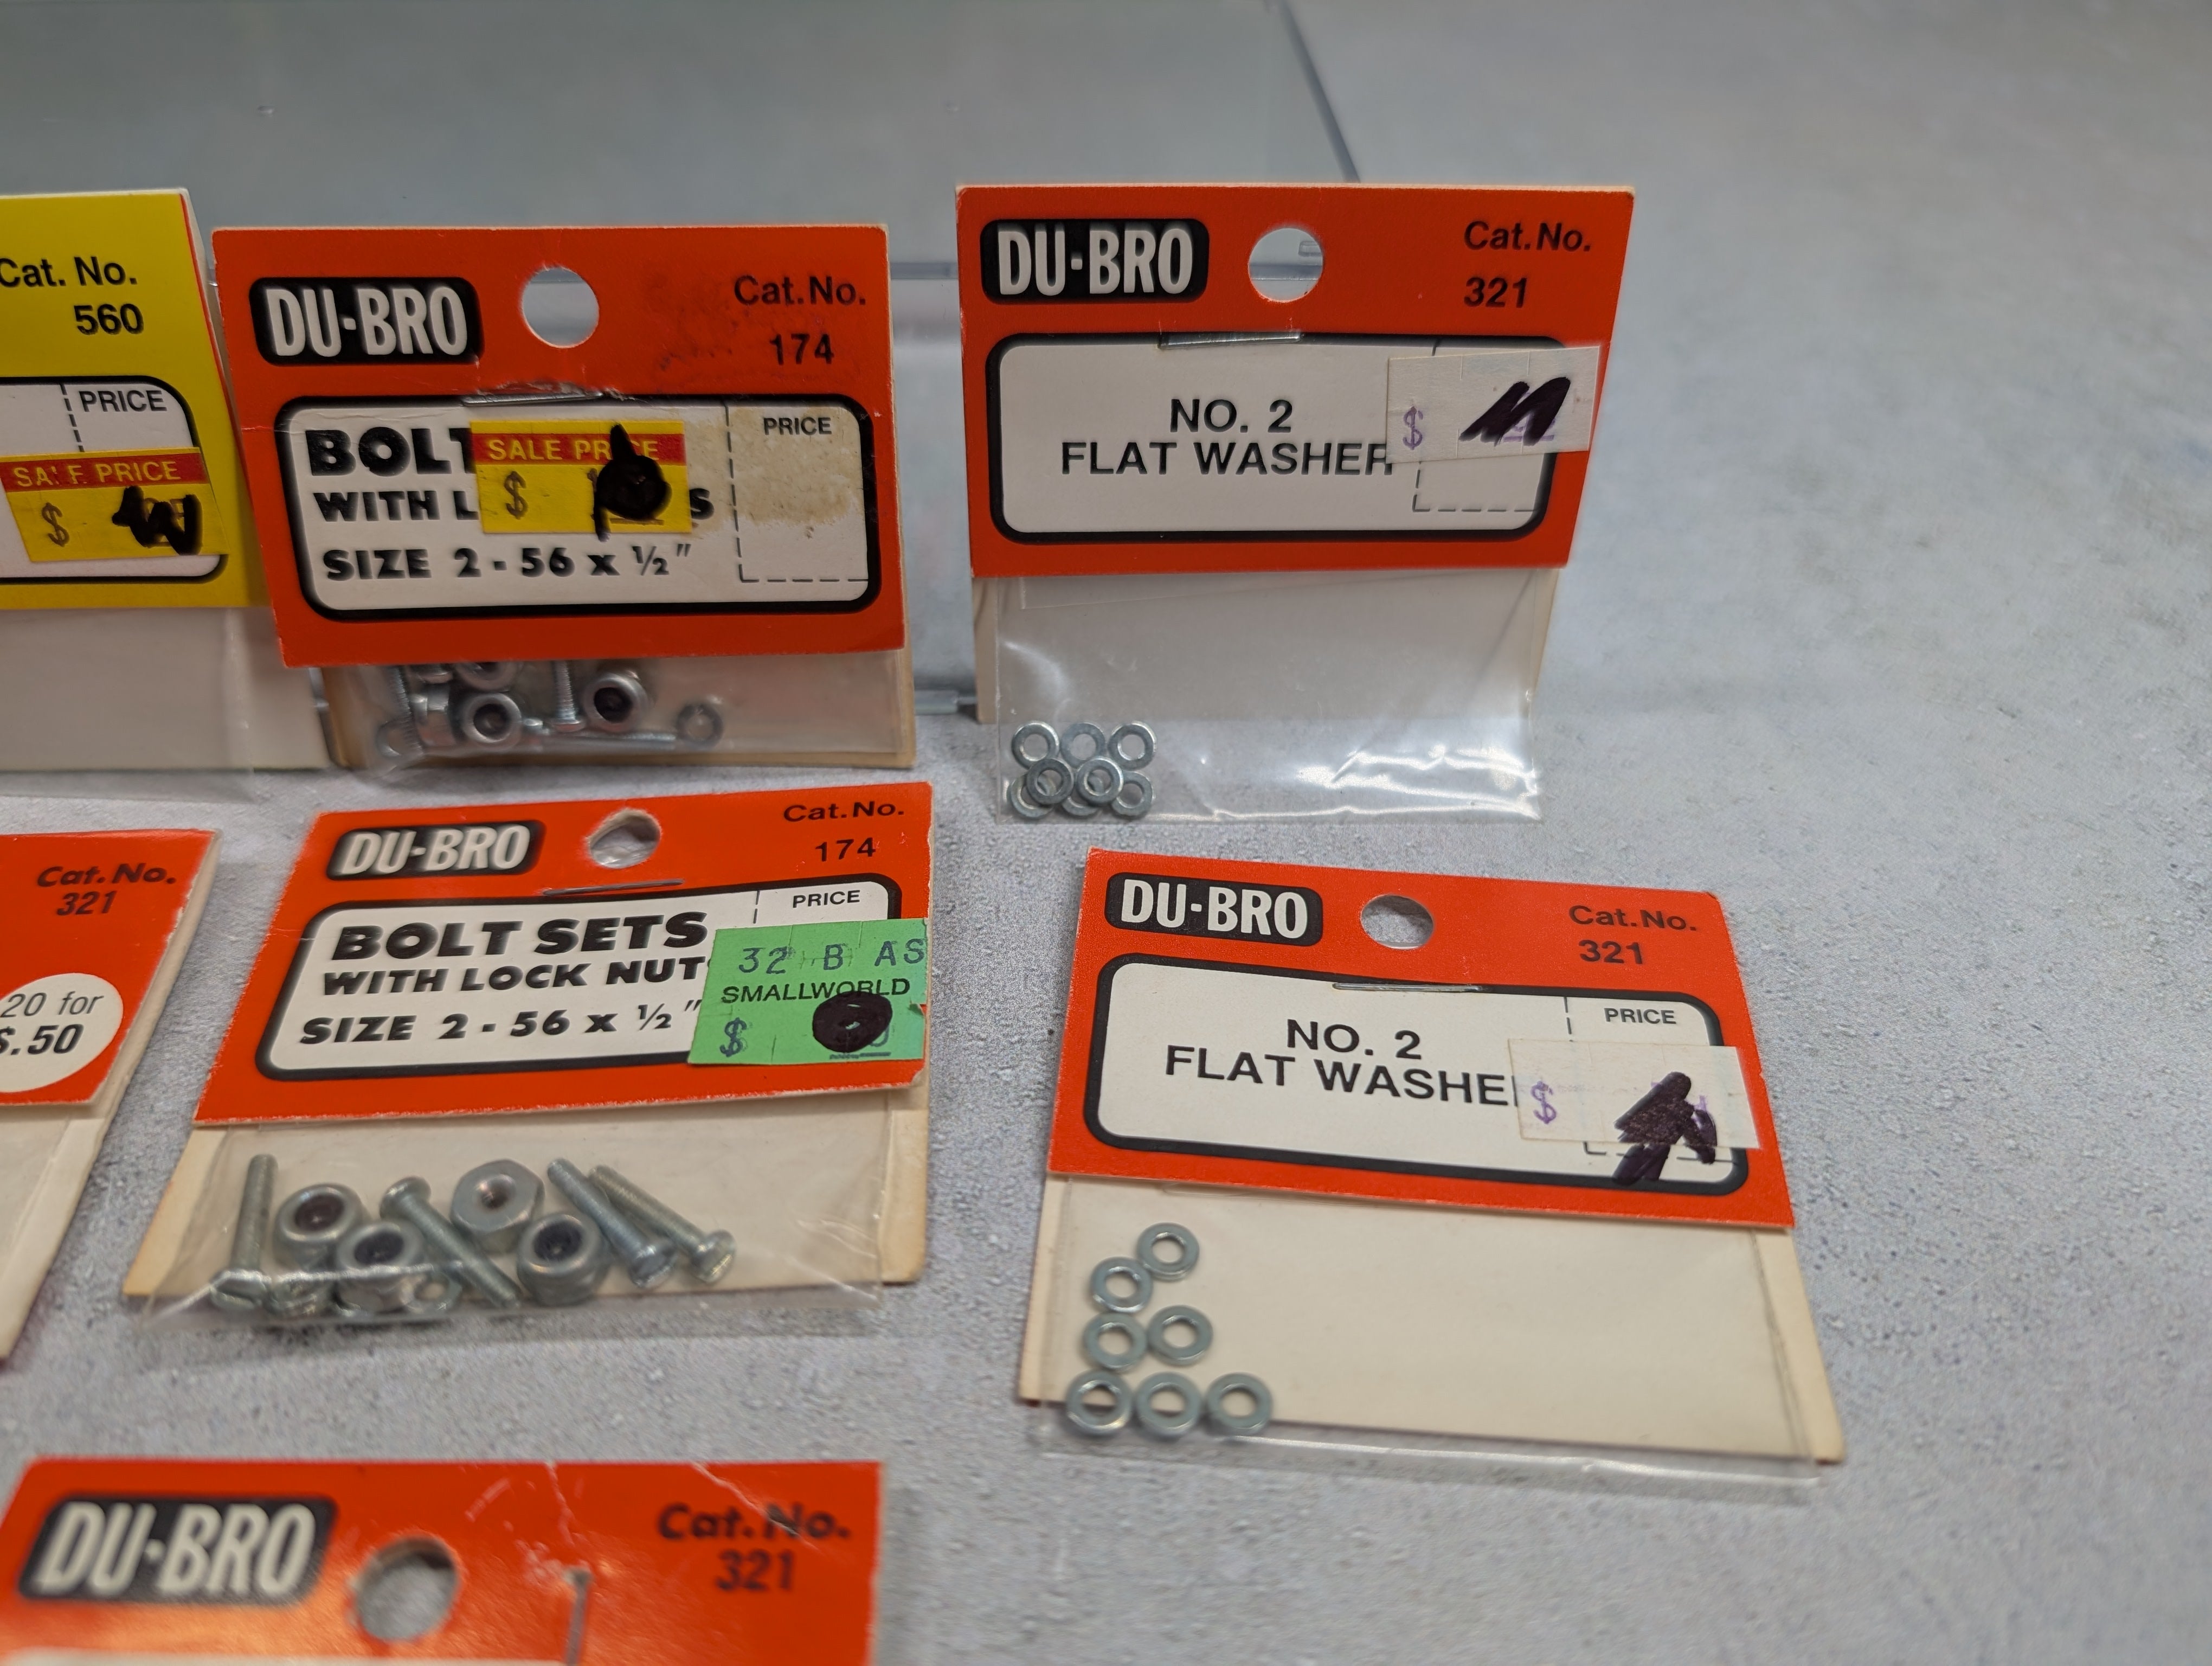 Cat. No.
560
PRICE
PRICE
$
DU-BRO
Cat. No.
174
BOLT
SALE PRICE
$
PRICE
WITH
SIZE 2-56 x ½"
DU-BRO
Cat. No.
321
NO. 2
FLAT WASHER
$
Cat. No.
321
20 for
$.50
DU-BRO
Cat. No.
174
BOLT SETS
WITH LOCK NUT
SIZE 2-56 x ½"
PRICE
32 B AS
SMALLWORLD
$
DU-BRO
Cat. No.
321
NO. 2
FLAT WASHE
PRICE
$
DU-BRO
Cat. No.
321